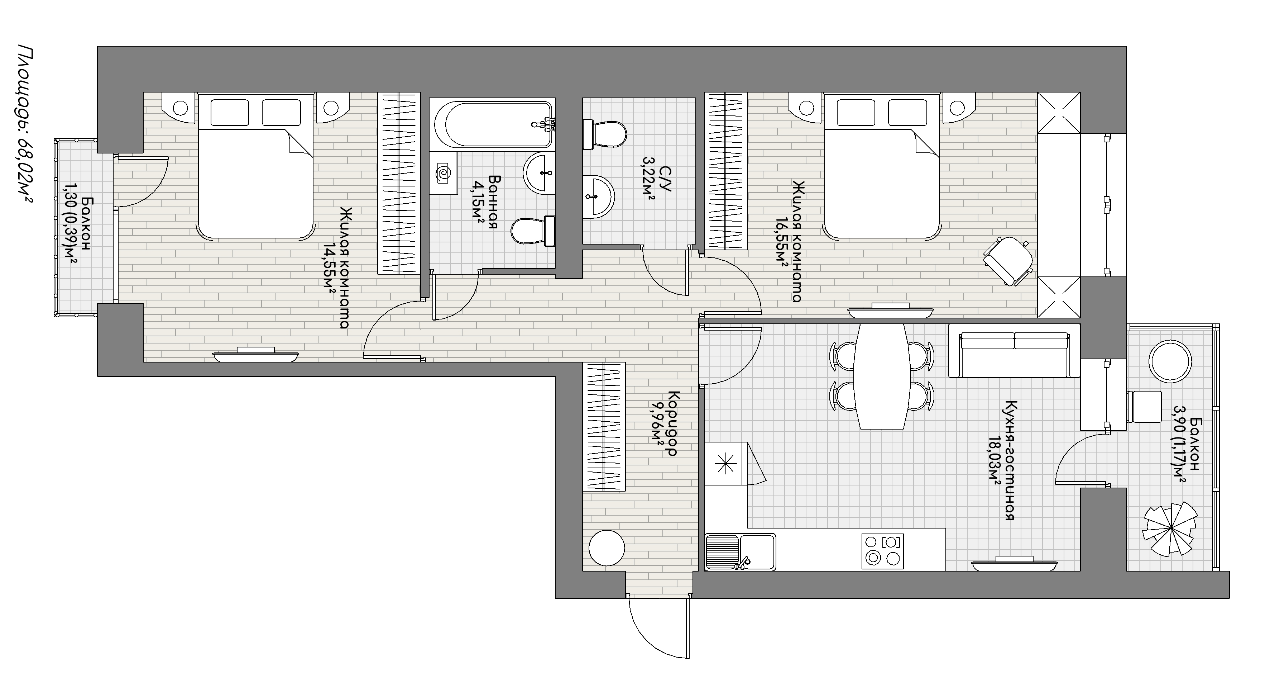 Площадь: 68,02м²
Балкон
1,30 (0,39)м²
Жилая комната
14,55м²
Ванная
4,15м²
С/У
3,22м²
Жилая комната
16,55м²
Коридор
9,96м²
Кухня-гостиная
18,03м²
Балкон
3,90 (1,17)м²